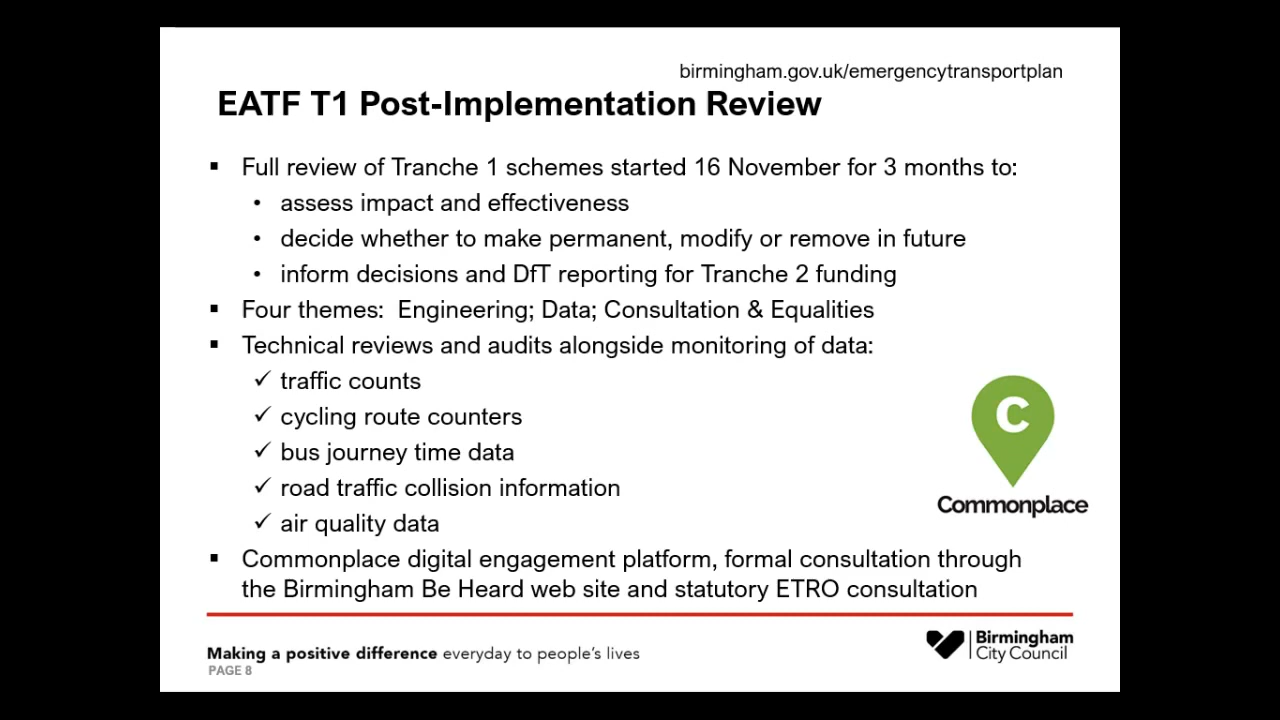 birmingham.gov.uk/emergencytransportplan
EATF T1 Post-Implementation Review
▪ Full review of Tranche 1 schemes started 16 November for 3 months to:
• assess impact and effectiveness
• decide whether to make permanent, modify or remove in future
• inform decisions and DfT reporting for Tranche 2 funding
▪ Four themes: Engineering; Data; Consultation & Equalities
▪ Technical reviews and audits alongside monitoring of data:
✓ traffic counts
✓ cycling route counters
✓ bus journey time data
✓ road traffic collision information
✓ air quality data
C
Commonplace
▪ Commonplace digital engagement platform, formal consultation through
the Birmingham Be Heard web site and statutory ETRO consultation
Making a positive difference everyday to people's lives
PAGE 8
Birmingham
City Council